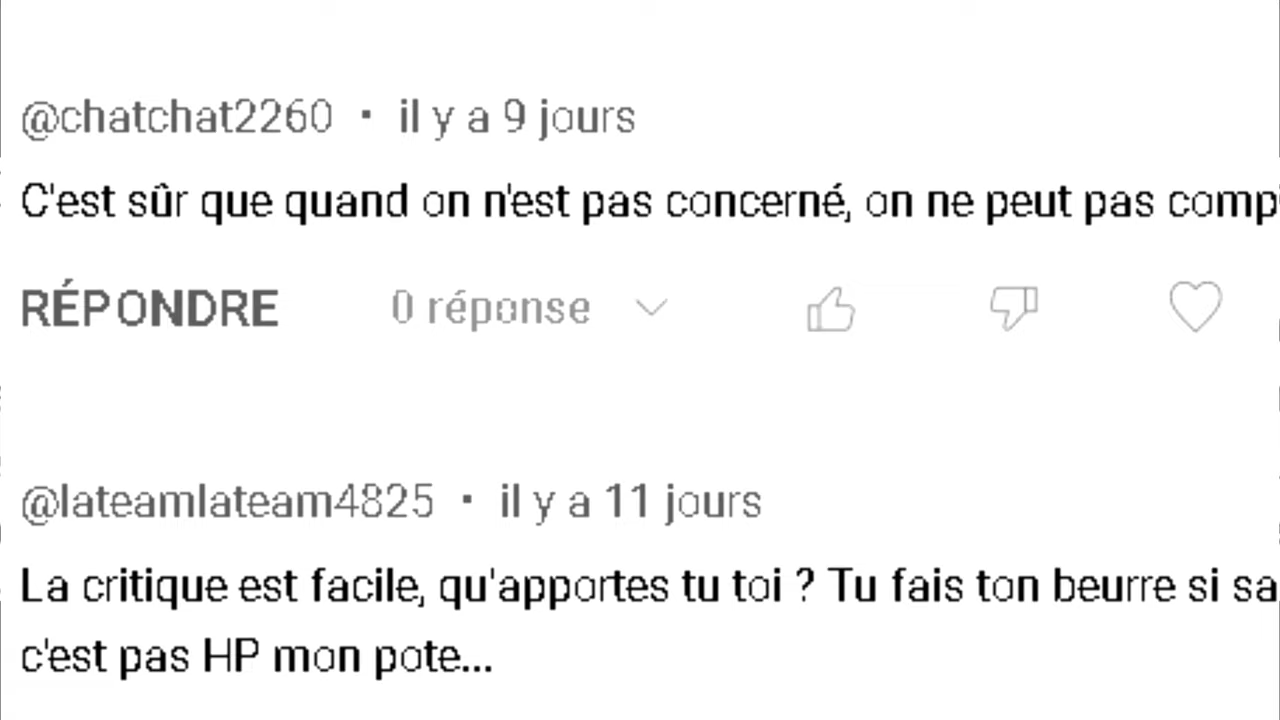 @chatchat2260 · il y a 9 jours
C'est sûr que quand on n'est pas concerné, on ne peut pas
RÉPONDRE 0 réponse
@lateamlateam4825 · il y a 11 jours
La critique est facile, qu'apportes tu toi ? Tu fais ton beurre si
c'est pas HP mon pote...